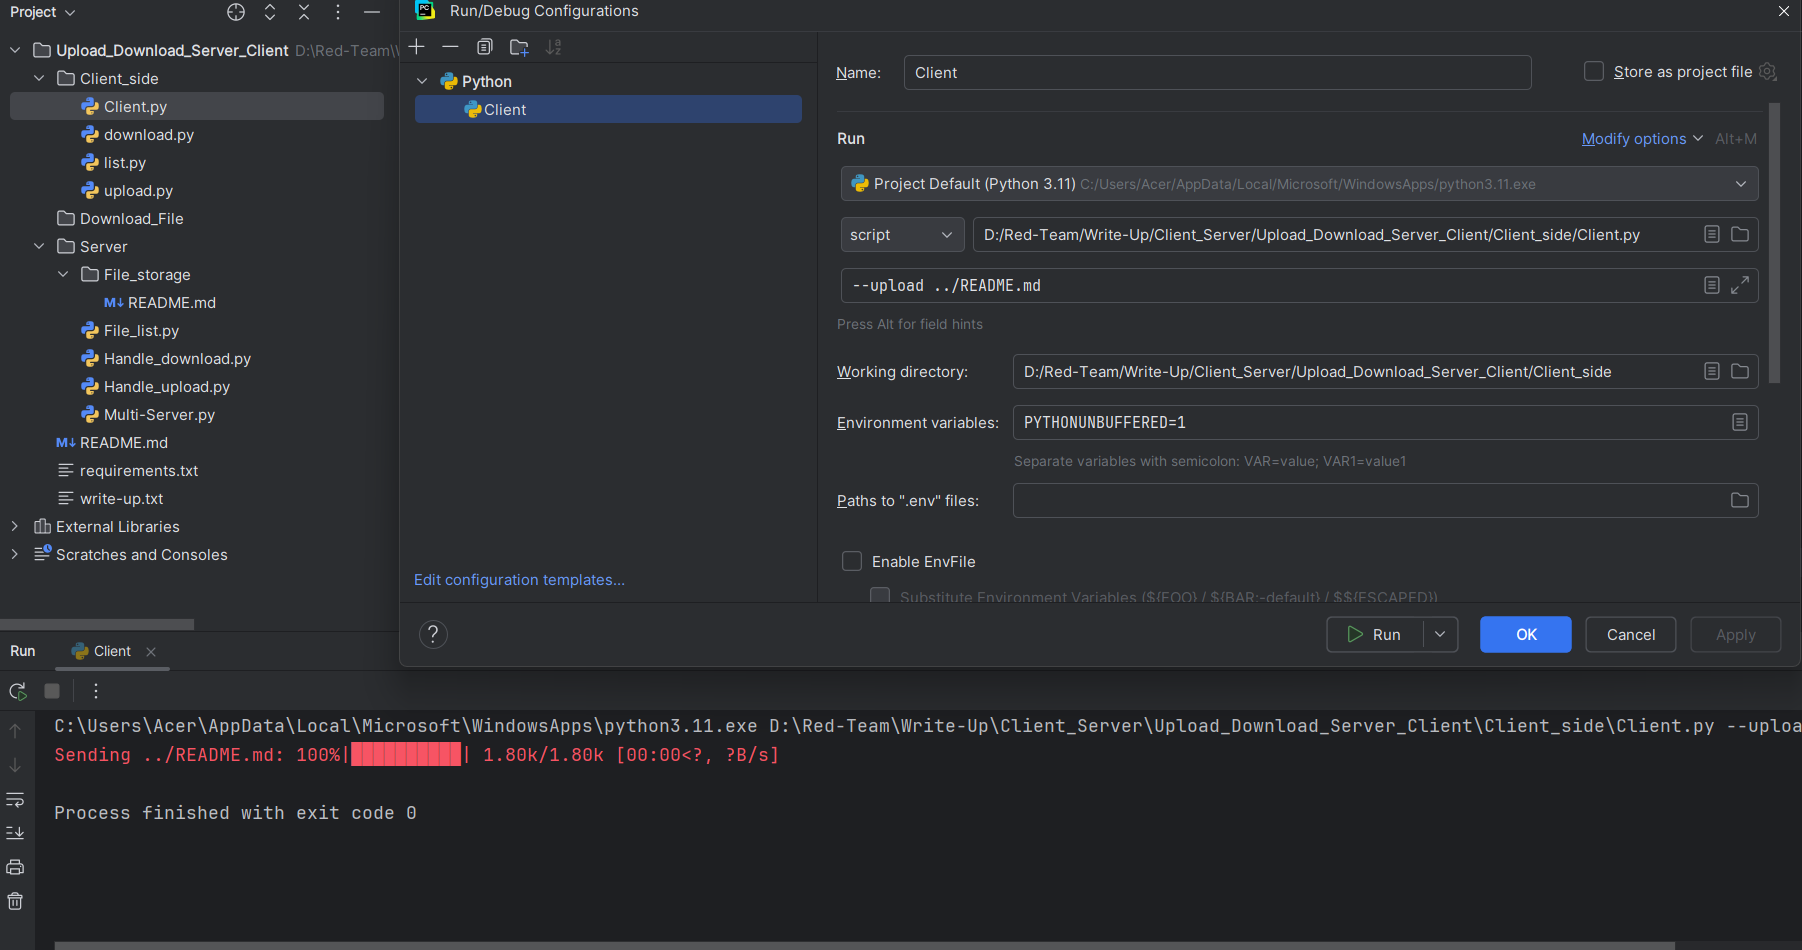 Project
Upload_Download_Server_Client D:\Red-Team\
Client_side
Client.py
download.py
list.py
upload.py
Download_File
Server
File_storage
M↓ README.md
File_list.py
Handle_download.py
Handle_upload.py
Multi-Server.py
M↓ README.md
requirements.txt
write-up.txt
External Libraries
Scratches and Consoles
PC Run/Debug Configurations
Python
Client
Edit configuration templates...
Name: Client Store as project file
Run Modify options Alt+M
Project Default (Python 3.11) C:/Users/Acer/AppData/Local/Microsoft/WindowsApps/python3.11.exe
script D:/Red-Team/Write-Up/Client_Server/Upload_Download_Server_Client/Client_side/Client.py
--upload ../README.md
Press Alt for field hints
Working directory: D:/Red-Team/Write-Up/Client_Server/Upload_Download_Server_Client/Client_side
Environment variables: PYTHONUNBUFFERED=1
Separate variables with semicolon: VAR=value; VAR1=value1
Paths to ".env" files:
Enable EnvFile
Substitute Environment Variables (${FOO} / ${BAR:-default} / $${ESCAPED})
? Run OK Cancel Apply
Run Client
C:\Users\Acer\AppData\Local\Microsoft\WindowsApps\python3.11.exe D:\Red-Team\Write-Up\Client_Server\Upload_Download_Server_Client\Client_side\Client.py --uploa
Sending ../README.md: 100%|██████████| 1.80k/1.80k [00:00<?, ?B/s]
Process finished with exit code 0